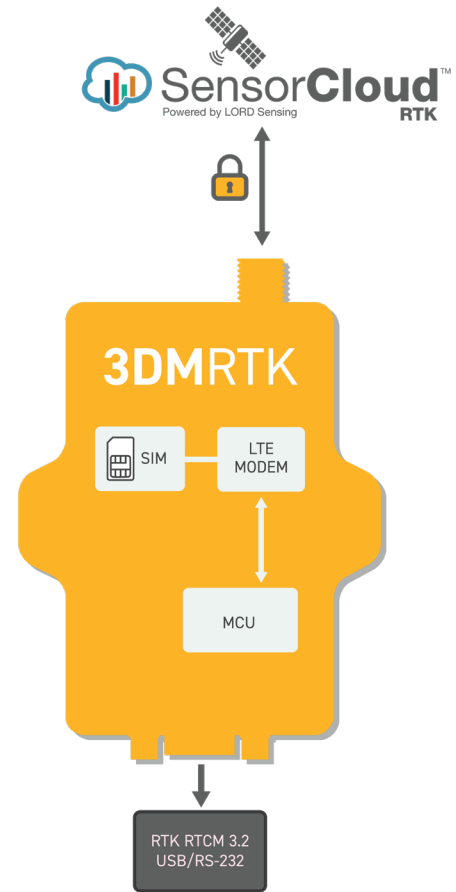 SensorCloud™
Powered by LORD Sensing
RTK
3DMRTK
SIM
LTE
MODEM
MCU
RTK RTCM 3.2
USB/RS-232